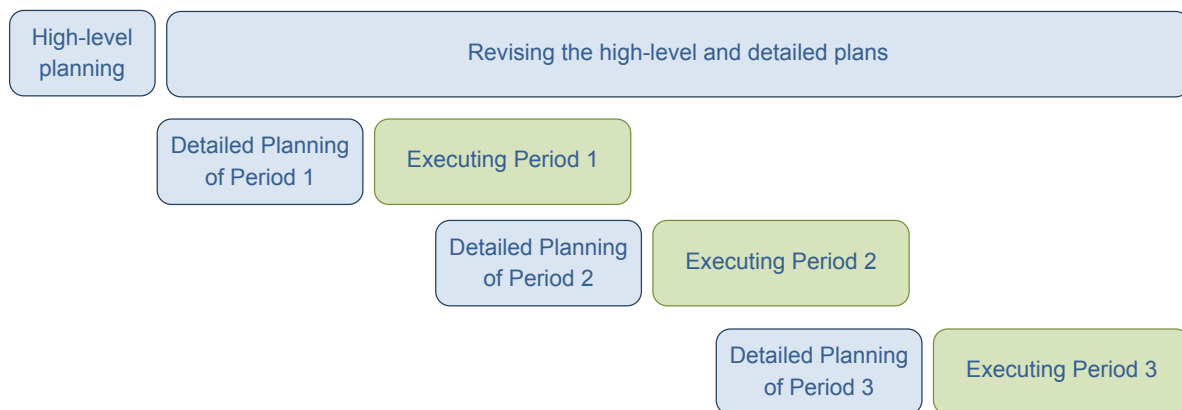 High-level
planning
Revising the high-level and detailed plans
Detailed Planning
of Period 1
Executing Period 1
Detailed Planning
of Period 2
Executing Period 2
Detailed Planning
of Period 3
Executing Period 3